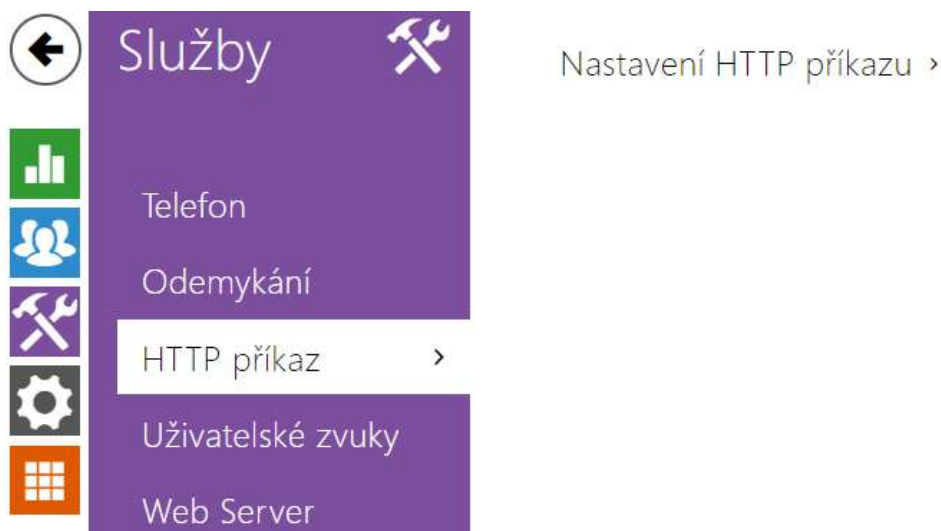 Služby
Nastavení HTTP příkazu ›
Telefon
Odemykání
HTTP příkaz ›
Uživatelské zvuky
Web Server